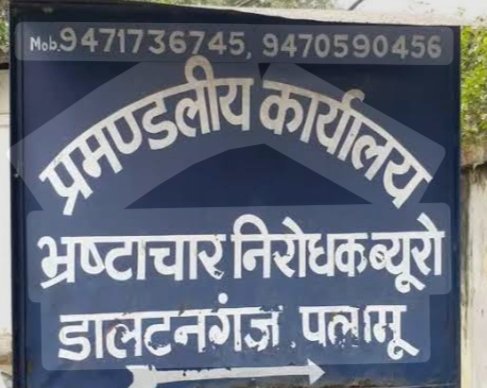 Mob.9471736745, 9470590456
प्रमण्डलीय कार्यालय
भ्रष्टाचार निरोधक ब्यूरो
डालटनगंज, पलामू